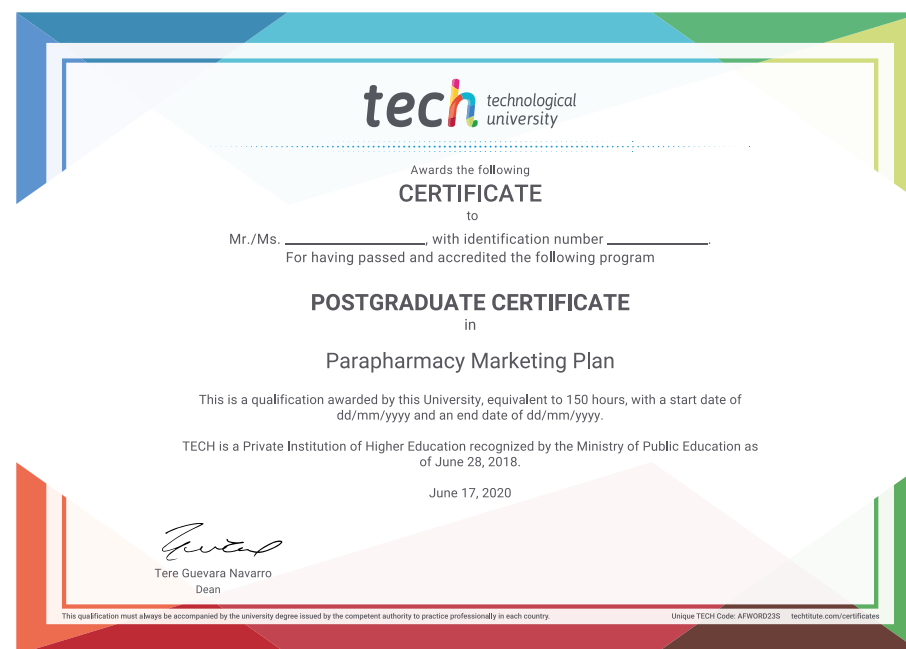 tech technological
university
Awards the following
CERTIFICATE
to
Mr./Ms. ____________________, with identification number ______________.
For having passed and accredited the following program
POSTGRADUATE CERTIFICATE
in
Parapharmacy Marketing Plan
This is a qualification awarded by this University, equivalent to 150 hours, with a start date of
dd/mm/yyyy and an end date of dd/mm/yyyy.
TECH is a Private Institution of Higher Education recognized by the Ministry of Public Education as
of June 28, 2018.
June 17, 2020
Tere Guevara Navarro
Dean
This qualification must always be accompanied by the university degree issued by the competent authority to practice professionally in each country. Unique TECH Code: AFWORD23S techtitute.com/certificates